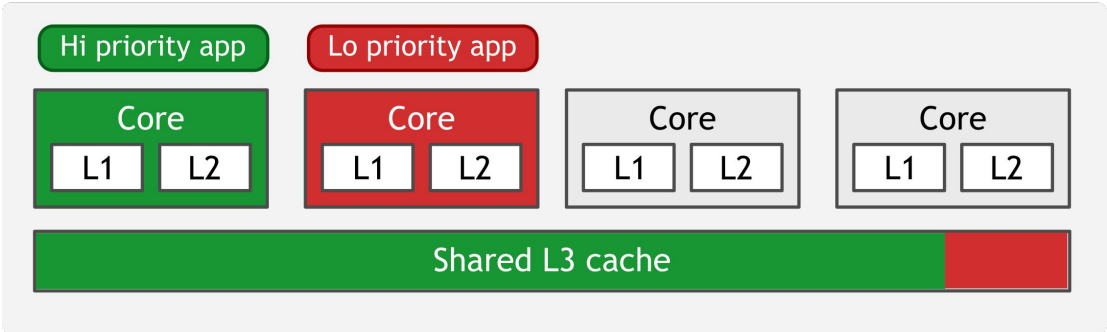 Hi priority app
Lo priority app
Core
L1
L2
Core
L1
L2
Core
L1
L2
Core
L1
L2
Shared L3 cache